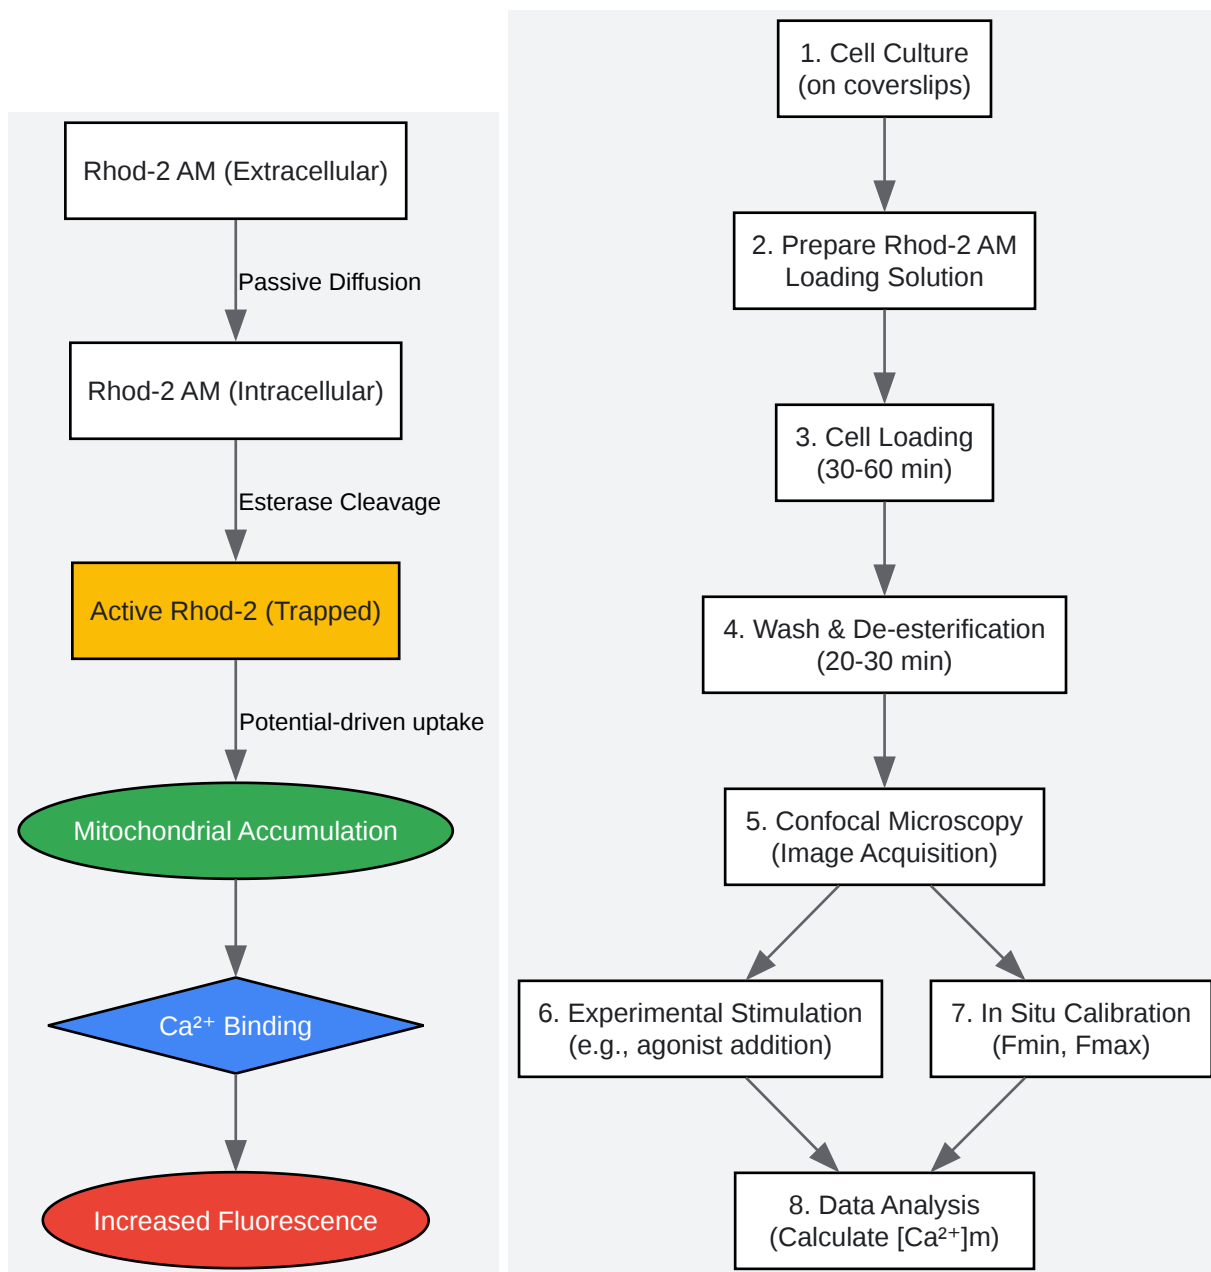 Rhod-2 AM (Extracellular)
Passive Diffusion
Rhod-2 AM (Intracellular)
Esterase Cleavage
Active Rhod-2 (Trapped)
Potential-driven uptake
Mitochondrial Accumulation
Ca²⁺ Binding
Increased Fluorescence
1. Cell Culture
(on coverslips)
2. Prepare Rhod-2 AM
Loading Solution
3. Cell Loading
(30-60 min)
4. Wash & De-esterification
(20-30 min)
5. Confocal Microscopy
(Image Acquisition)
6. Experimental Stimulation
(e.g., agonist addition)
7. In Situ Calibration
(Fmin, Fmax)
8. Data Analysis
(Calculate [Ca²⁺]m)